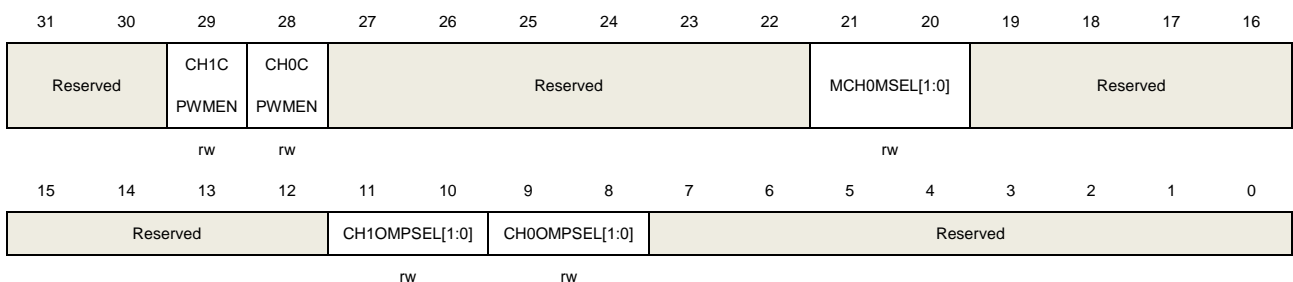 31 30 29 28 27 26 25 24 23 22 21 20 19 18 17 16
Reserved CH1C PWMEN CH0C PWMEN Reserved MCH0MSEL[1:0] Reserved
rw rw rw
15 14 13 12 11 10 9 8 7 6 5 4 3 2 1 0
Reserved CH1OMPSEL[1:0] CH0OMPSEL[1:0] Reserved
rw rw